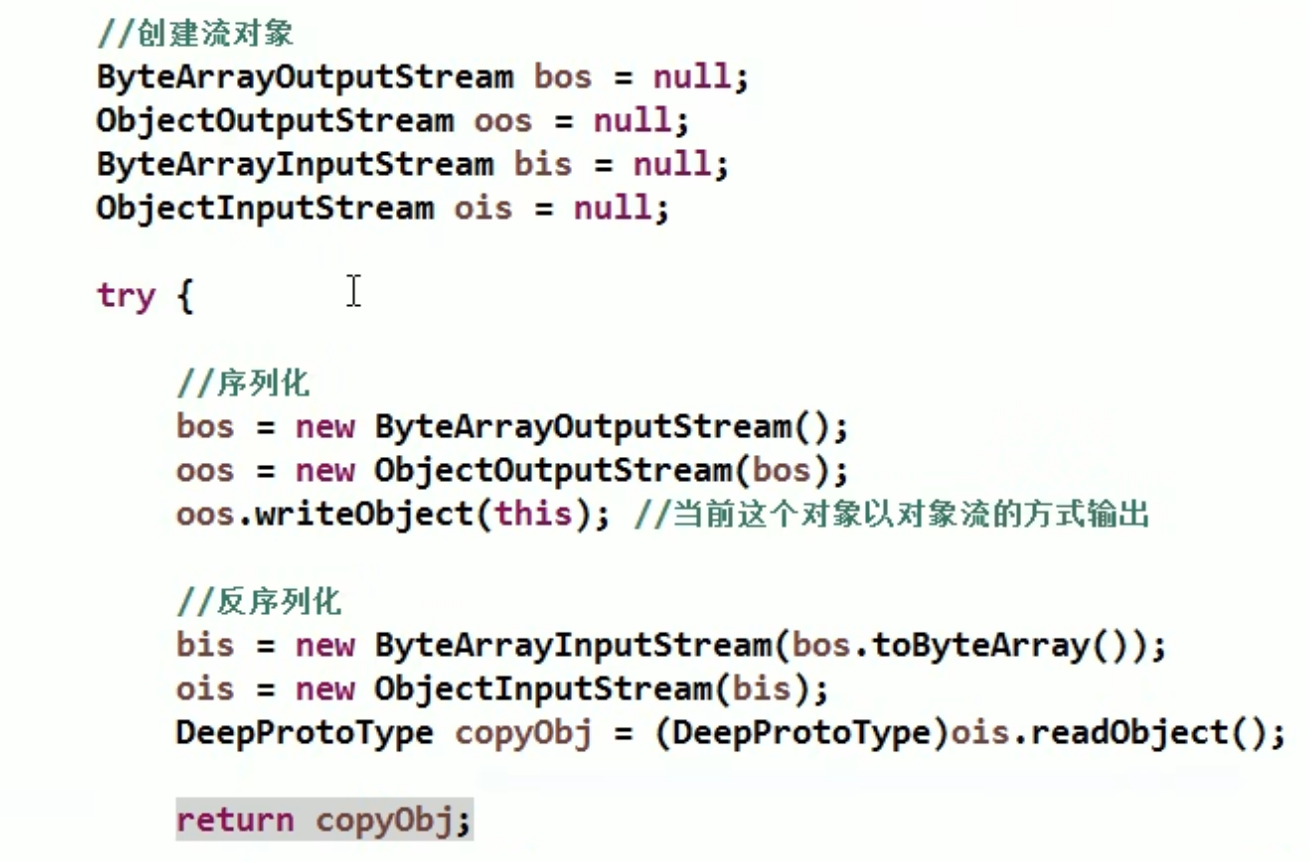 //创建流对象
ByteArrayOutputStream bos = null;
ObjectOutputStream oos = null;
ByteArrayInputStream bis = null;
ObjectInputStream ois = null;
try {
//序列化
bos = new ByteArrayOutputStream();
oos = new ObjectOutputStream(bos);
oos.writeObject(this); //当前这个对象以对象流的方式输出
//反序列化
bis = new ByteArrayInputStream(bos.toByteArray());
ois = new ObjectInputStream(bis);
DeepProtoType copyObj = (DeepProtoType)ois.readObject();
return copyObj;